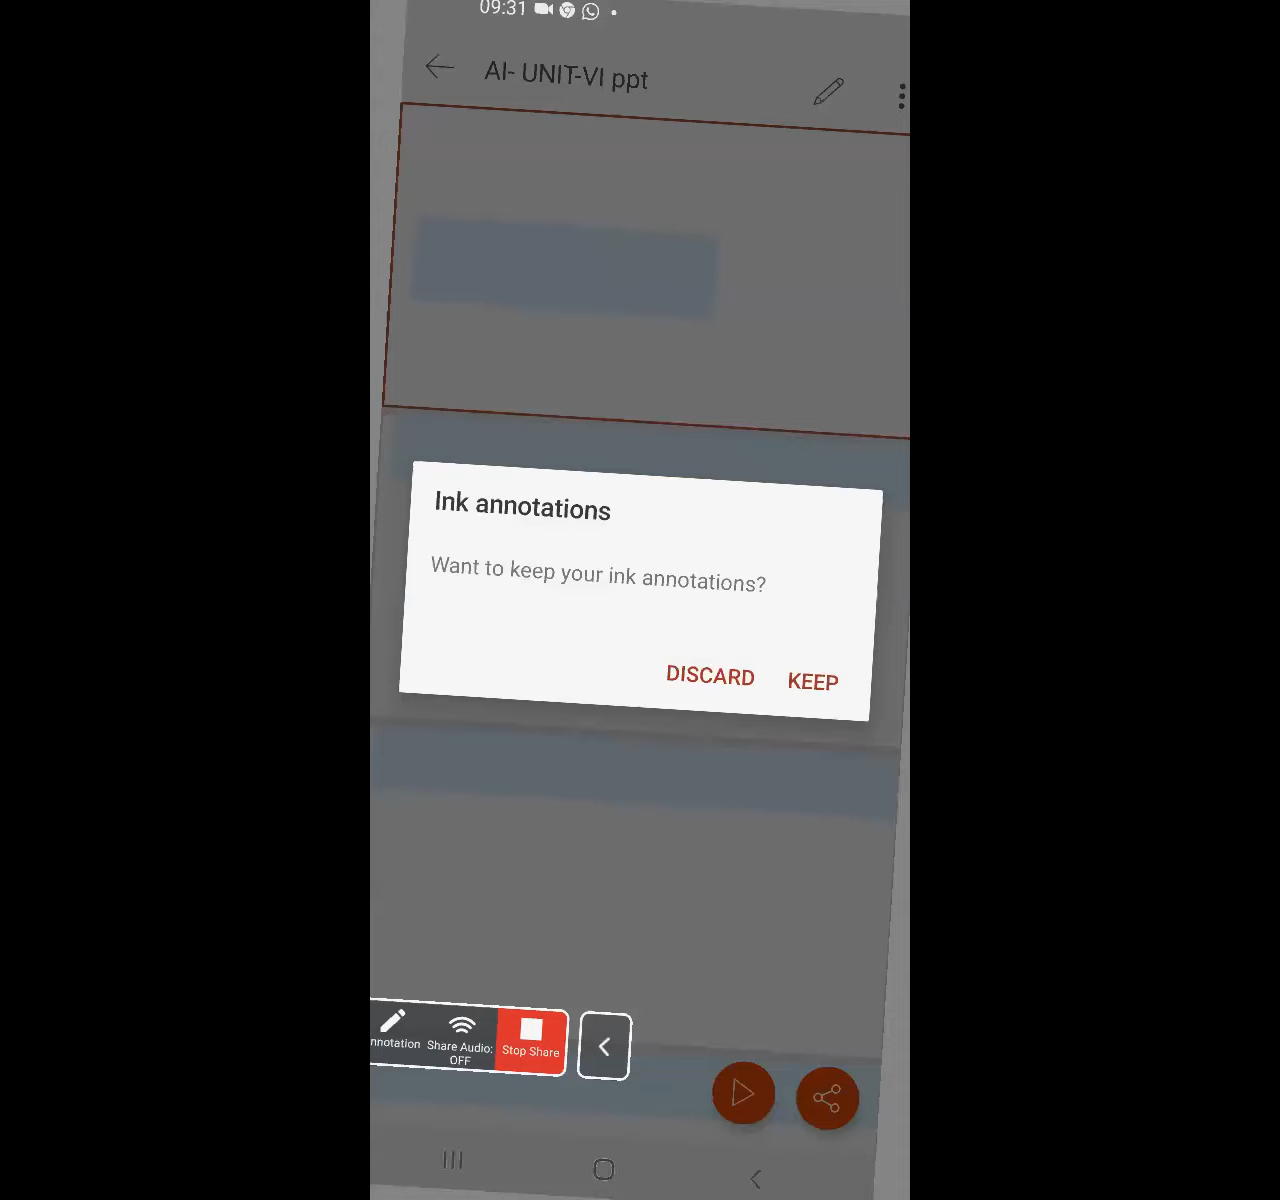 09:31
AI- UNIT-VI ppt
Ink annotations
Want to keep your ink annotations?
DISCARD KEEP
nnotation Share Audio: OFF Stop Share